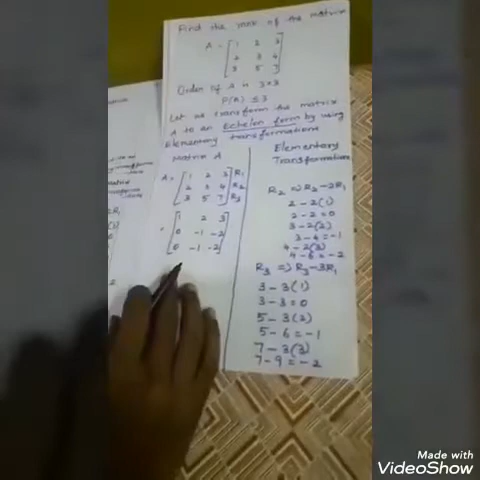 Find the rank of the matrix
A = [1 2 3
2 3 4
3 5 7]
Order of A is 3×3
P(A) ≤ 3
Let us transform the matrix
A to an Echelon form by using
Elementary transformations
Matrix A
A = [1 2 3] R1
[2 3 4] R2
[3 5 7] R3
= [1 2 3
0 -1 -2
0 -1 -2]
Elementary
Transformation
R2 => R2-2R1
2 - 2(1)
2 - 2 = 0
3 - 2(2)
3 - 4 = -1
4 - 2(3)
4 - 6 = -2
R3 => R3-3R1
3 - 3(1)
3 - 3 = 0
5 - 3(2)
5 - 6 = -1
7 - 3(3)
7 - 9 = -2
Made with
VideoShow